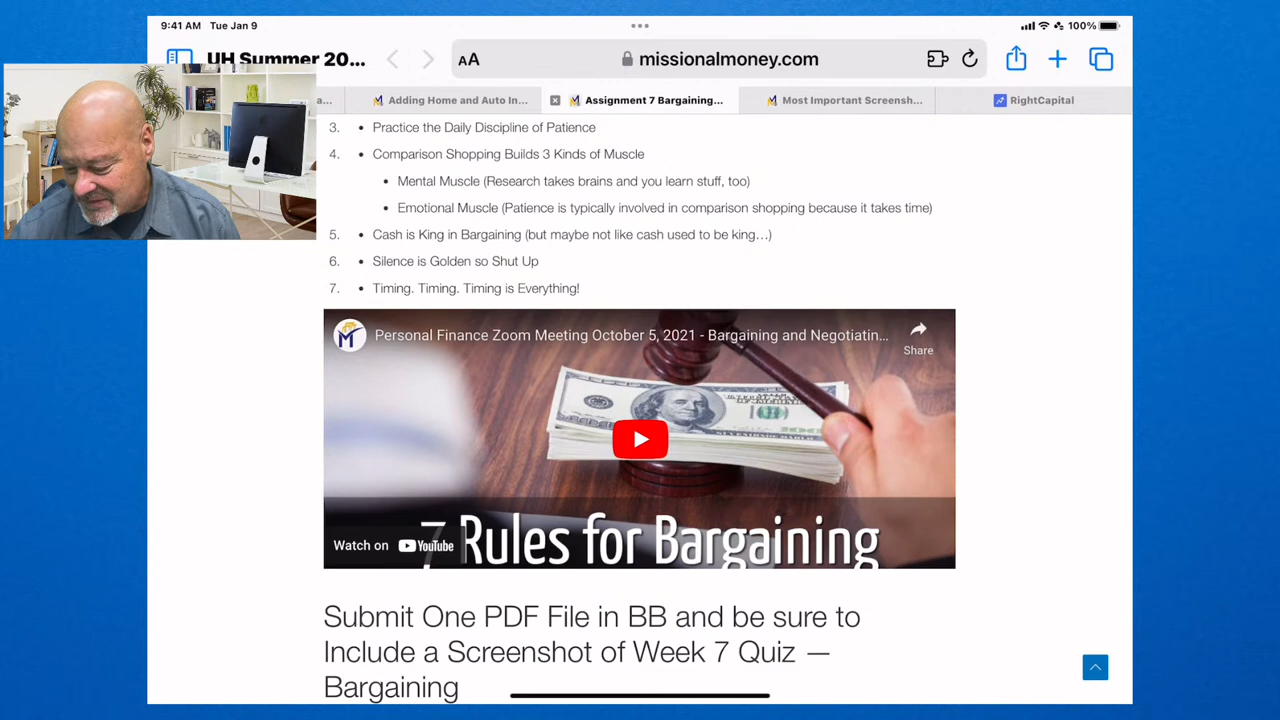 9:41 AM Tue Jan 9
100%
UH Summer 20...
AA
missionalmoney.com
a...
Adding Home and Auto In...
Assignment 7 Bargaining...
Most Important Screensh...
RightCapital
3. • Practice the Daily Discipline of Patience
4. • Comparison Shopping Builds 3 Kinds of Muscle
• Mental Muscle (Research takes brains and you learn stuff, too)
• Emotional Muscle (Patience is typically involved in comparison shopping because it takes time)
5. • Cash is King in Bargaining (but maybe not like cash used to be king…)
6. • Silence is Golden so Shut Up
7. • Timing. Timing. Timing is Everything!
Personal Finance Zoom Meeting October 5, 2021 - Bargaining and Negotiatin...
Share
7 Rules for Bargaining
Watch on YouTube
Submit One PDF File in BB and be sure to
Include a Screenshot of Week 7 Quiz —
Bargaining